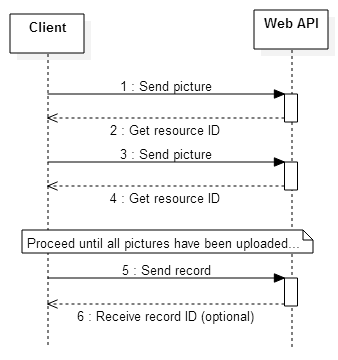 Client
Web API
1 : Send picture
2 : Get resource ID
3 : Send picture
4 : Get resource ID
Proceed until all pictures have been uploaded...
5 : Send record
6 : Receive record ID (optional)